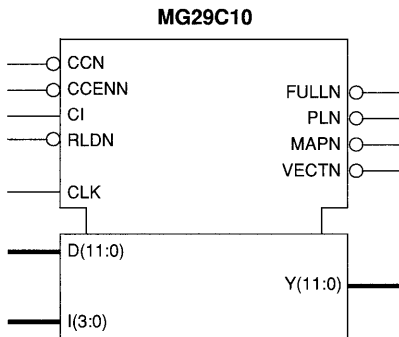 MG29C10
CCN
CCENN
CI
RLDN
CLK
FULLN
PLN
MAPN
VECTN
D(11:0)
Y(11:0)
I(3:0)